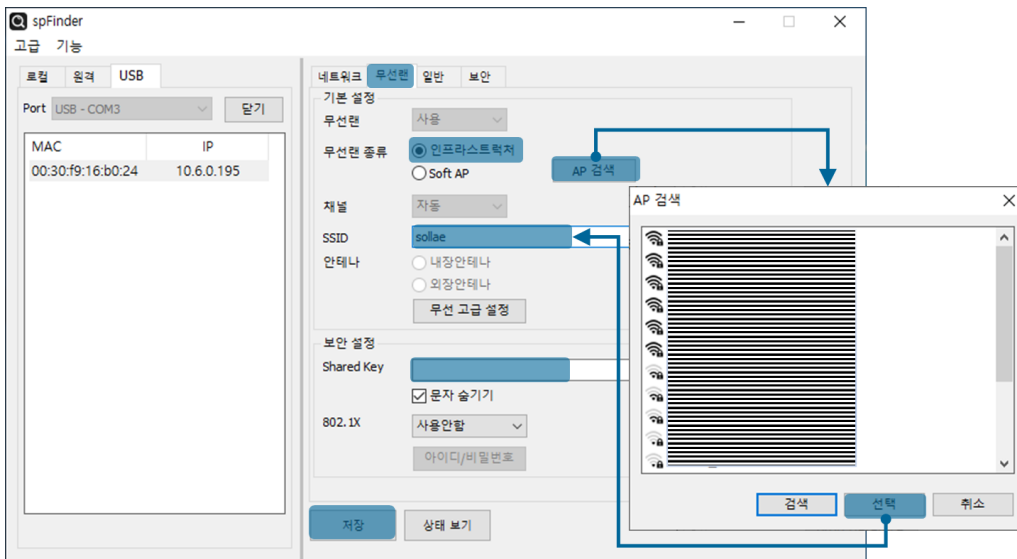 spFinder
고급 기능
로컬 원격 USB
Port USB - COM3 닫기
MAC IP
00:30:f9:16:b0:24 10.6.0.195
네트워크 무선랜 일반 보안
기본 설정
무선랜 사용
무선랜 종류 인프라스트럭처
Soft AP
AP 검색
채널 자동
SSID sollae
안테나 내장안테나
외장안테나
무선 고급 설정
보안 설정
Shared Key
문자 숨기기
802.1X 사용안함
아이디/비밀번호
저장 상태 보기
AP 검색
검색 선택 취소